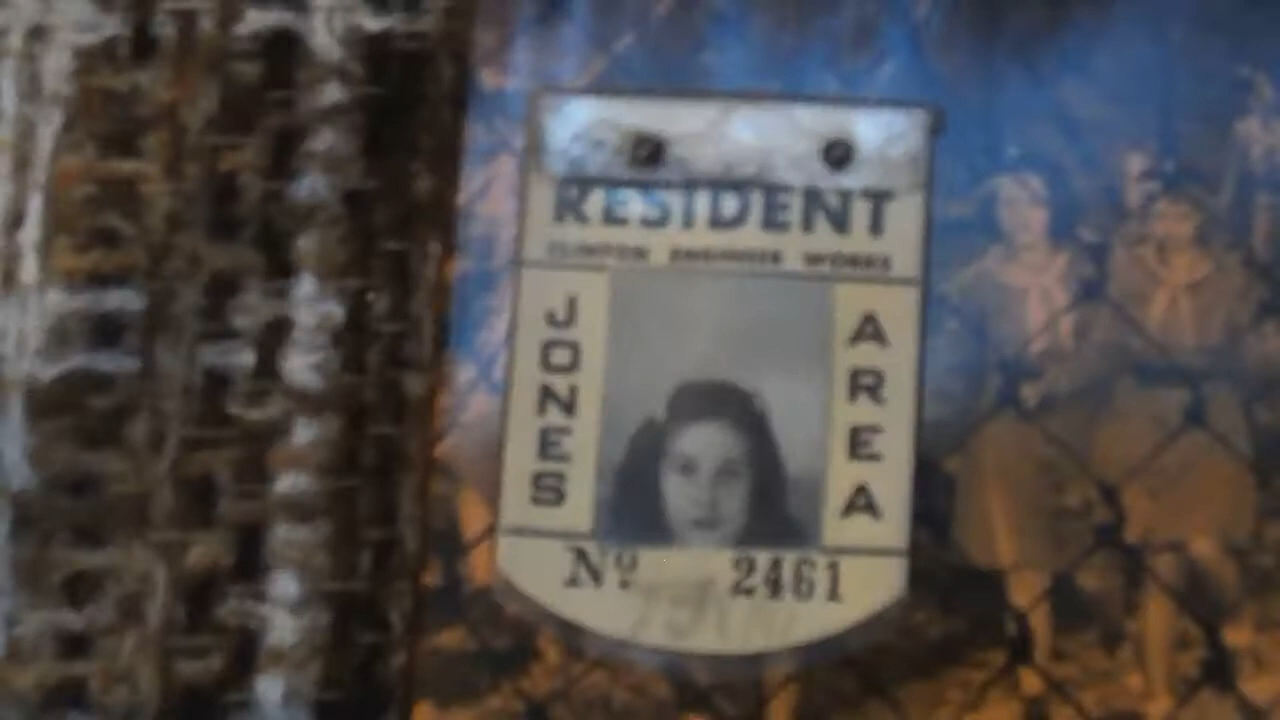 RESIDENT
CLINTON ENGINEER WORKS
JONES
AREA
Nº 2461